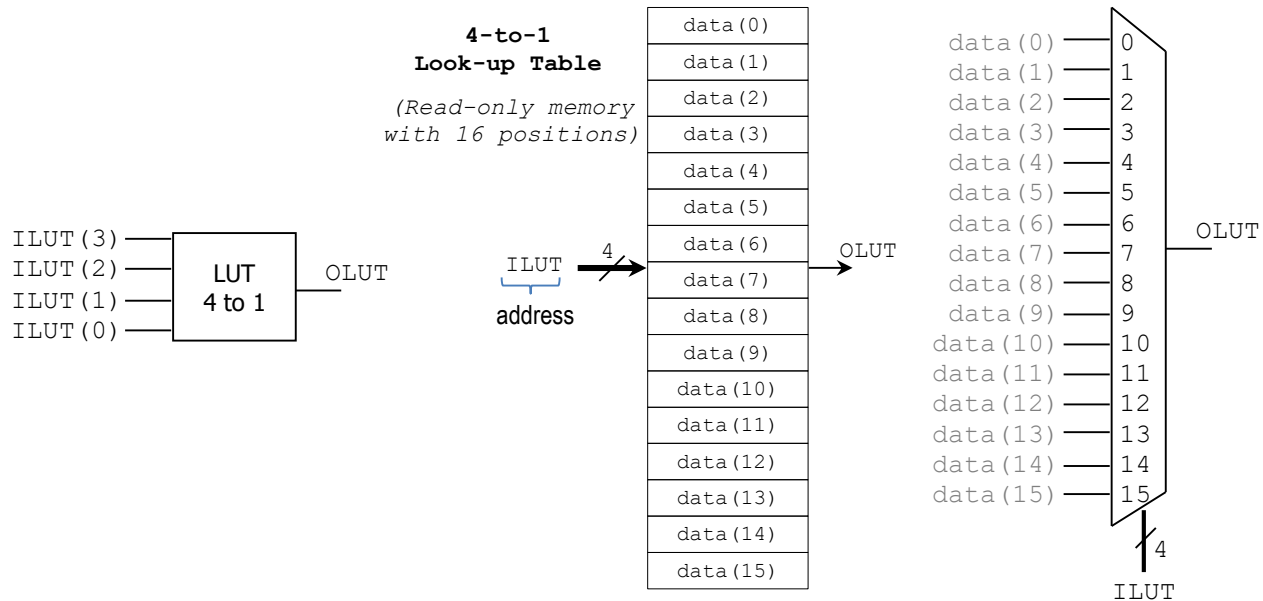 ILUT(3)
ILUT(2)
ILUT(1)
ILUT(0)
LUT
4 to 1
OLUT
4-to-1
Look-up Table
(Read-only memory
with 16 positions)
ILUT
address
4
data(0)
data(1)
data(2)
data(3)
data(4)
data(5)
data(6)
data(7)
data(8)
data(9)
data(10)
data(11)
data(12)
data(13)
data(14)
data(15)
OLUT
data(0) 0
data(1) 1
data(2) 2
data(3) 3
data(4) 4
data(5) 5
data(6) 6
data(7) 7
data(8) 8
data(9) 9
data(10) 10
data(11) 11
data(12) 12
data(13) 13
data(14) 14
data(15) 15
OLUT
4
ILUT